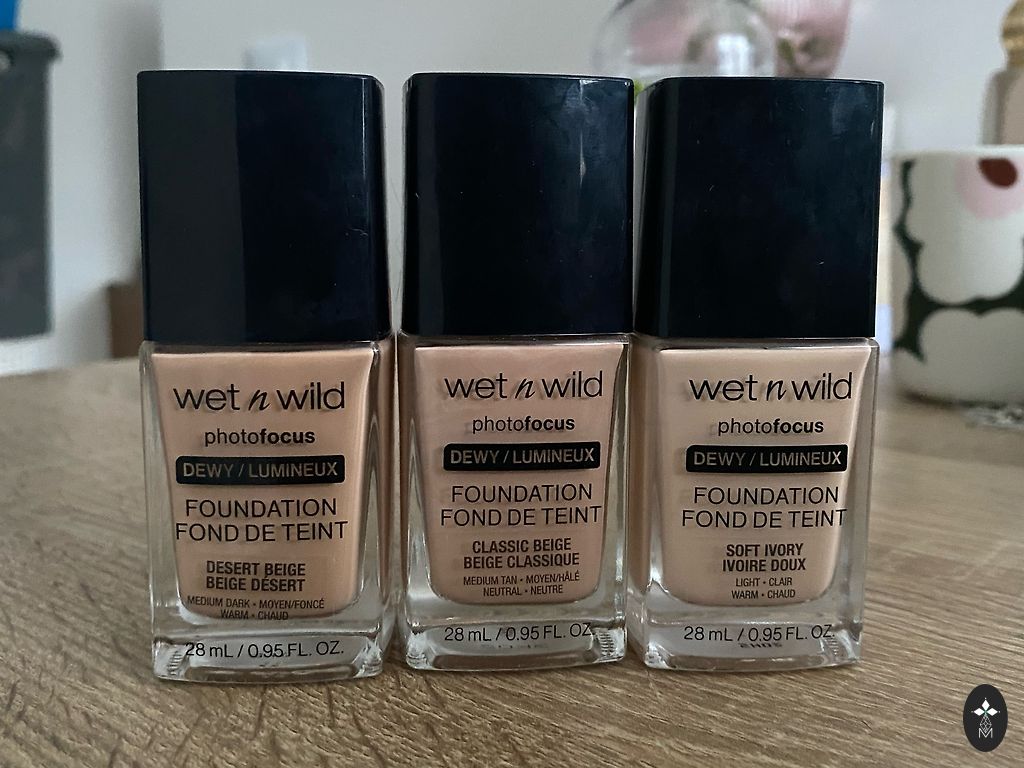 wet n wild
photofocus
DEWY / LUMINEUX
FOUNDATION
FOND DE TEINT
DESERT BEIGE
BEIGE DÉSERT
MEDIUM DARK • MOYEN/FONCÉ
WARM • CHAUD
28 mL / 0.95 FL. OZ.
wet n wild
photofocus
DEWY / LUMINEUX
FOUNDATION
FOND DE TEINT
CLASSIC BEIGE
BEIGE CLASSIQUE
MEDIUM TAN • MOYEN/HÂLÉ
NEUTRAL • NEUTRE
28 mL / 0.95 FL. OZ.
wet n wild
photofocus
DEWY / LUMINEUX
FOUNDATION
FOND DE TEINT
SOFT IVORY
IVOIRE DOUX
LIGHT • CLAIR
WARM • CHAUD
28 mL / 0.95 FL. OZ.
M